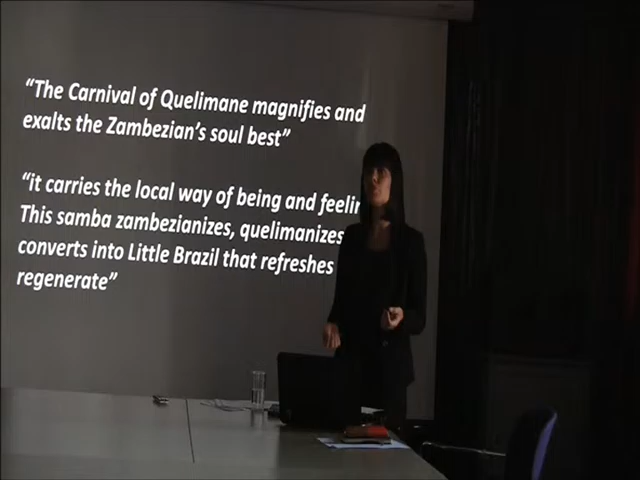 “The Carnival of Quelimane magnifies and
exalts the Zambezian’s soul best”
“it carries the local way of being and
This samba zambezianizes, quelimanizes
converts into Little Brazil that refreshes
regenerate”